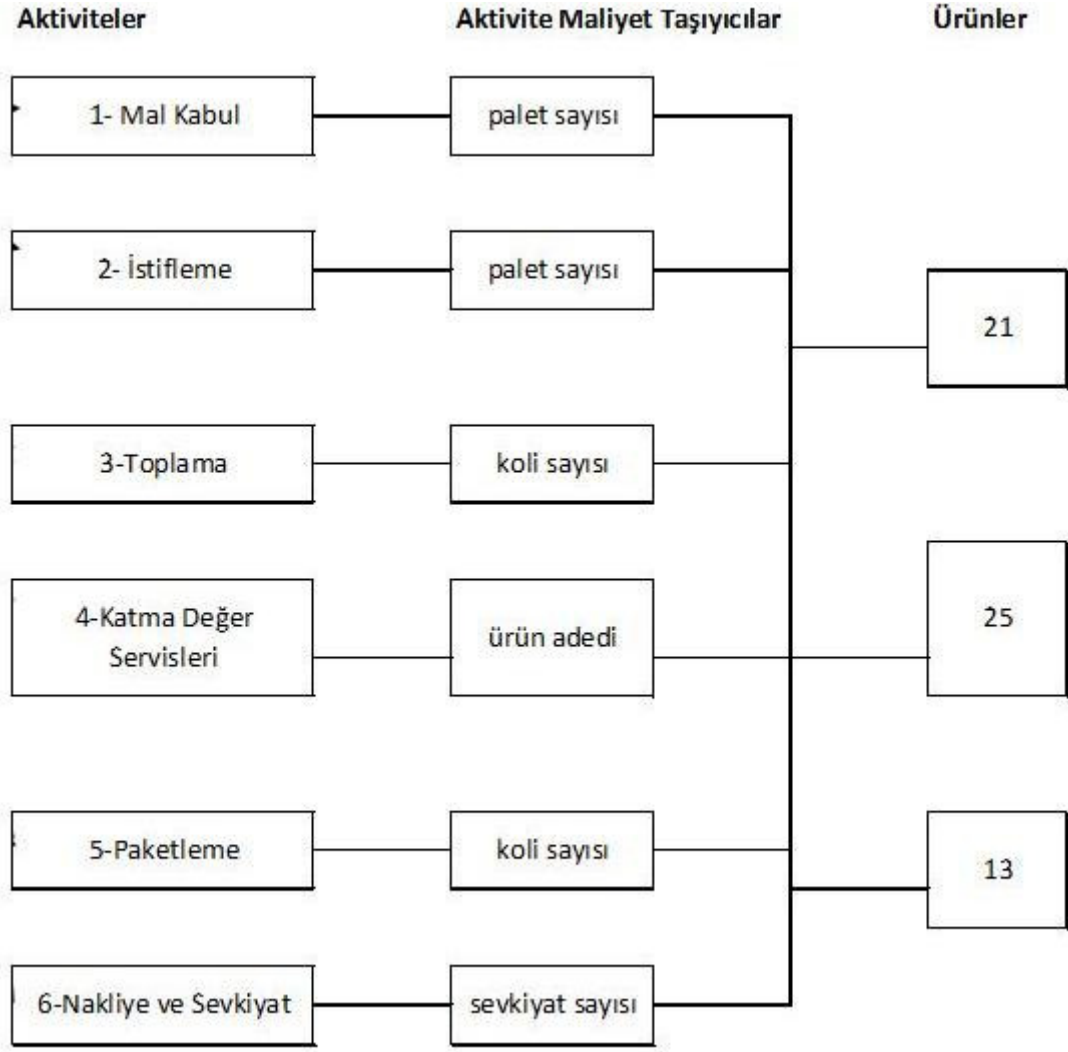 Aktiviteler Aktivite Maliyet Taşıyıcılar Ürünler
1- Mal Kabul palet sayısı
2- İstifleme palet sayısı
21
3-Toplama koli sayısı
4-Katma Değer
Servisleri
ürün adedi
25
5-Paketleme koli sayısı
13
6-Nakliye ve Sevkiyat sevkiyat sayısı